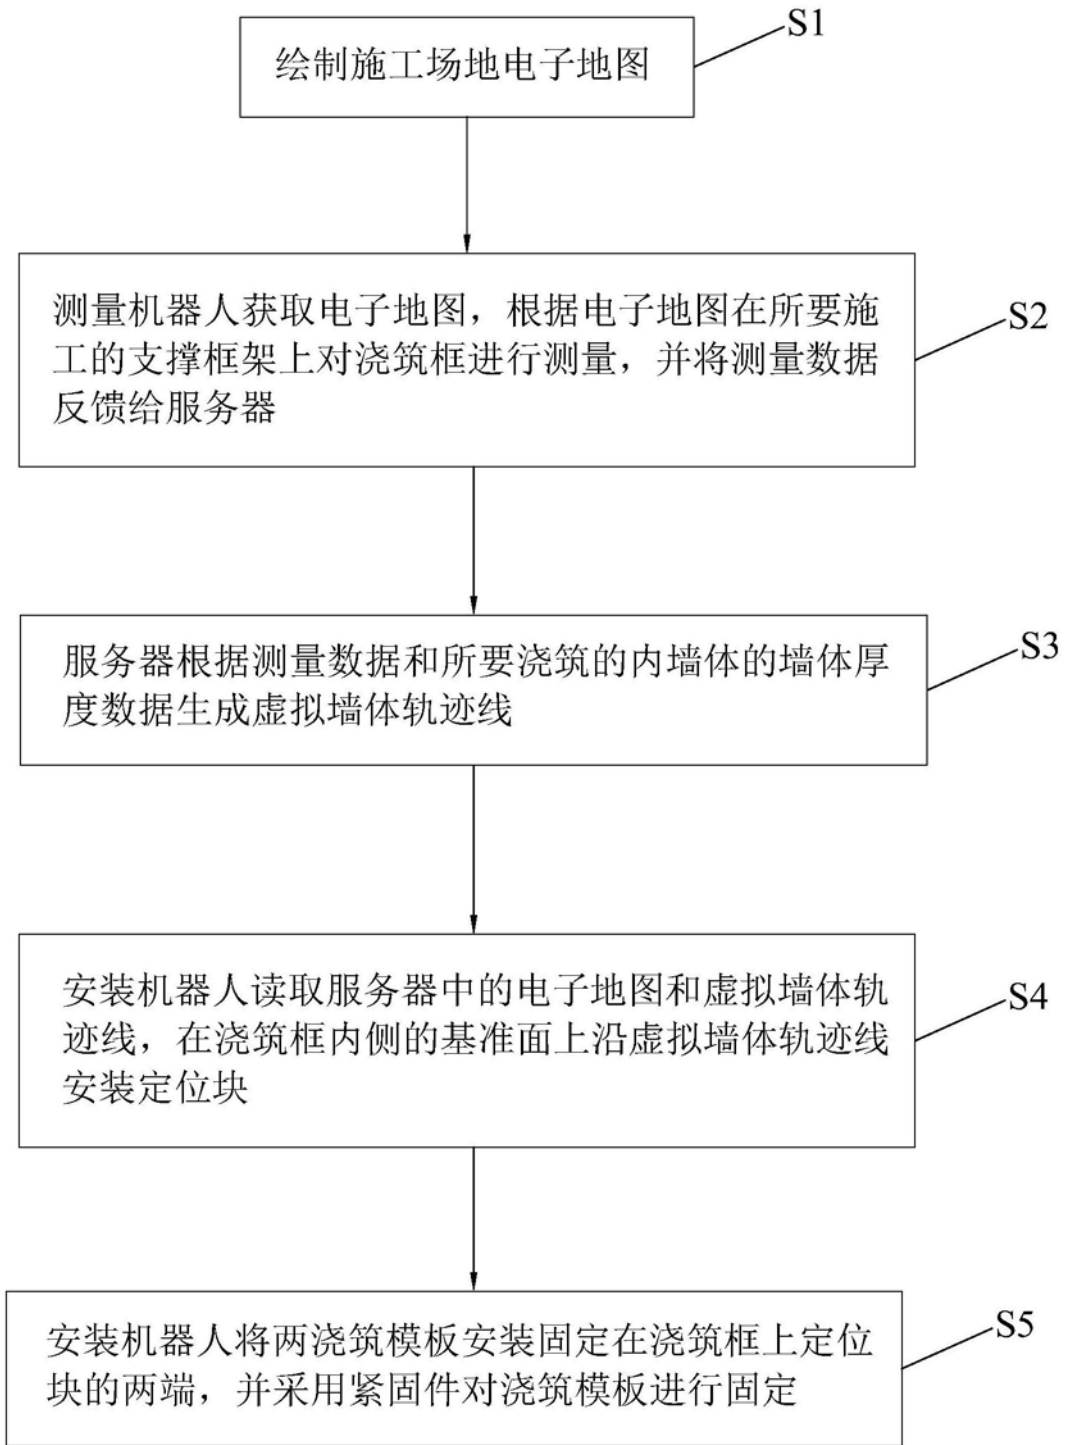 S1
绘制施工场地电子地图
S2
测量机器人获取电子地图，根据电子地图在所要施
工的支撑框架上对浇筑框进行测量，并将测量数据
反馈给服务器
S3
服务器根据测量数据和所要浇筑的内墙体的墙体厚
度数据生成虚拟墙体轨迹线
S4
安装机器人读取服务器中的电子地图和虚拟墙体轨
迹线，在浇筑框内侧的基准面上沿虚拟墙体轨迹线
安装定位块
S5
安装机器人将两浇筑模板安装固定在浇筑框上定位
块的两端，并采用紧固件对浇筑模板进行固定